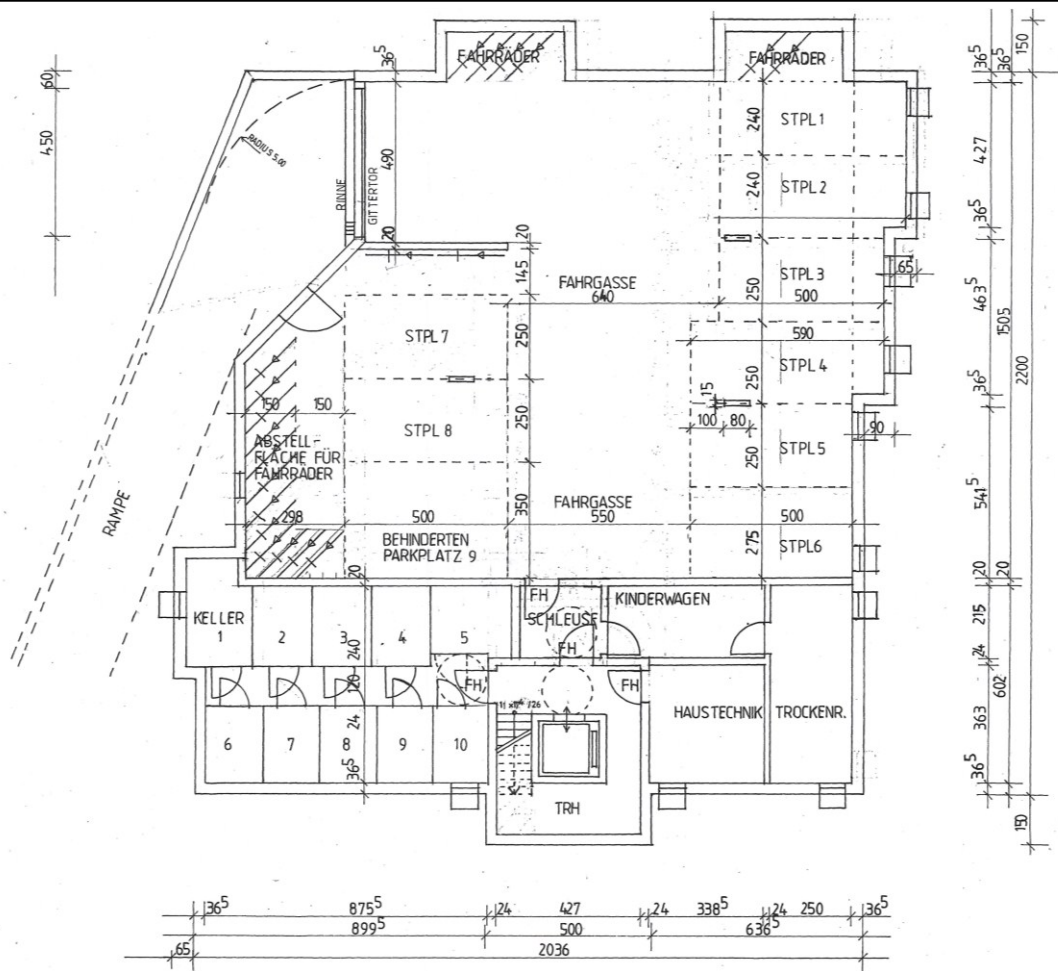 FAHRRÄDER
FAHRRÄDER
36⁵
60
450
RADIUS 5.00
RINNE
GITTERTOR
490
20
20
145
STPL 1
240
STPL 2
240
STPL 3
250
65
FAHRGASSE
640
500
590
STPL 4
250
15
100
80
STPL 5
250
90
STPL 7
250
STPL 8
250
350
150
150
ABSTELL-
FLÄCHE FÜR
FAHRRÄDER
298
500
BEHINDERTEN
PARKPLATZ 9
FAHRGASSE
550
500
275
STPL6
RAMPE
20
KELLER
1
2
3
4
5
240
120
24
36⁵
6
7
8
9
10
FH
SCHLEUSE
FH
FH
FH
KINDERWAGEN
HAUSTECHNIK
TROCKENR.
TRH
36⁵
427
36⁵
463⁵
36⁵
541⁵
20
215
24
363
36⁵
36⁵
1505
20
602
150
2200
150
36⁵
875⁵
24
427
24
338⁵
24
250
36⁵
899⁵
500
636⁵
65
2036